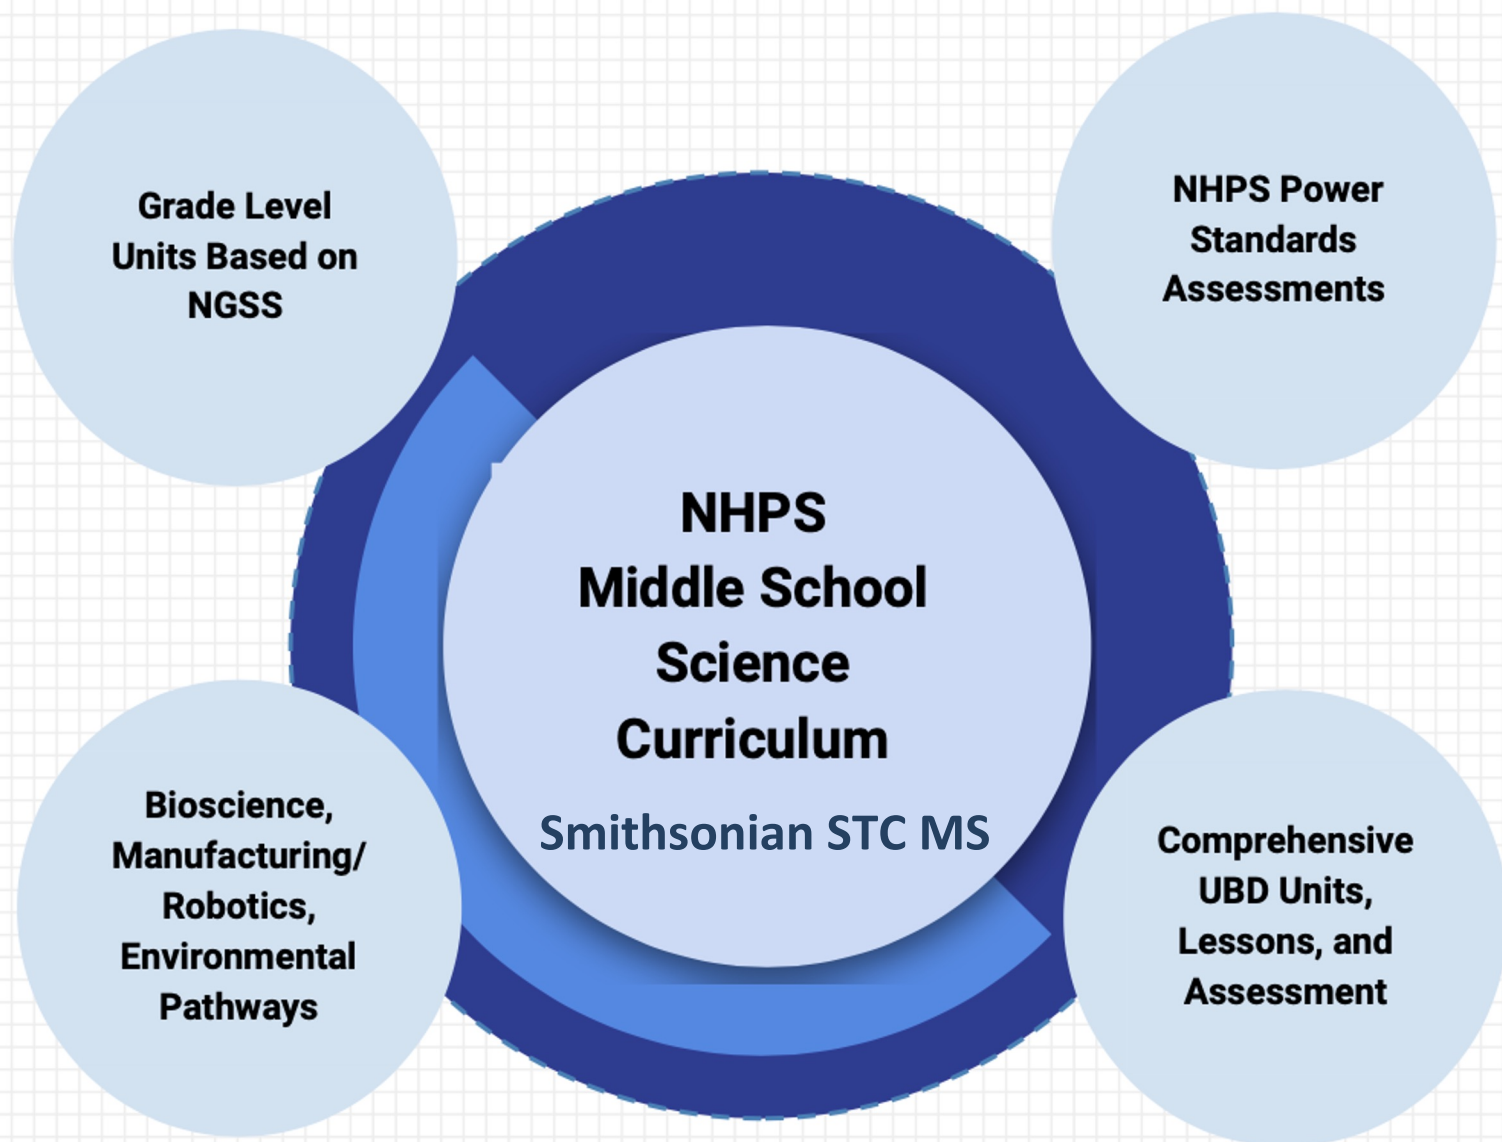 Grade Level
Units Based on
NGSS
NHPS Power
Standards
Assessments
NHPS
Middle School
Science
Curriculum
Smithsonian STC MS
Bioscience,
Manufacturing/
Robotics,
Environmental
Pathways
Comprehensive
UBD Units,
Lessons, and
Assessment